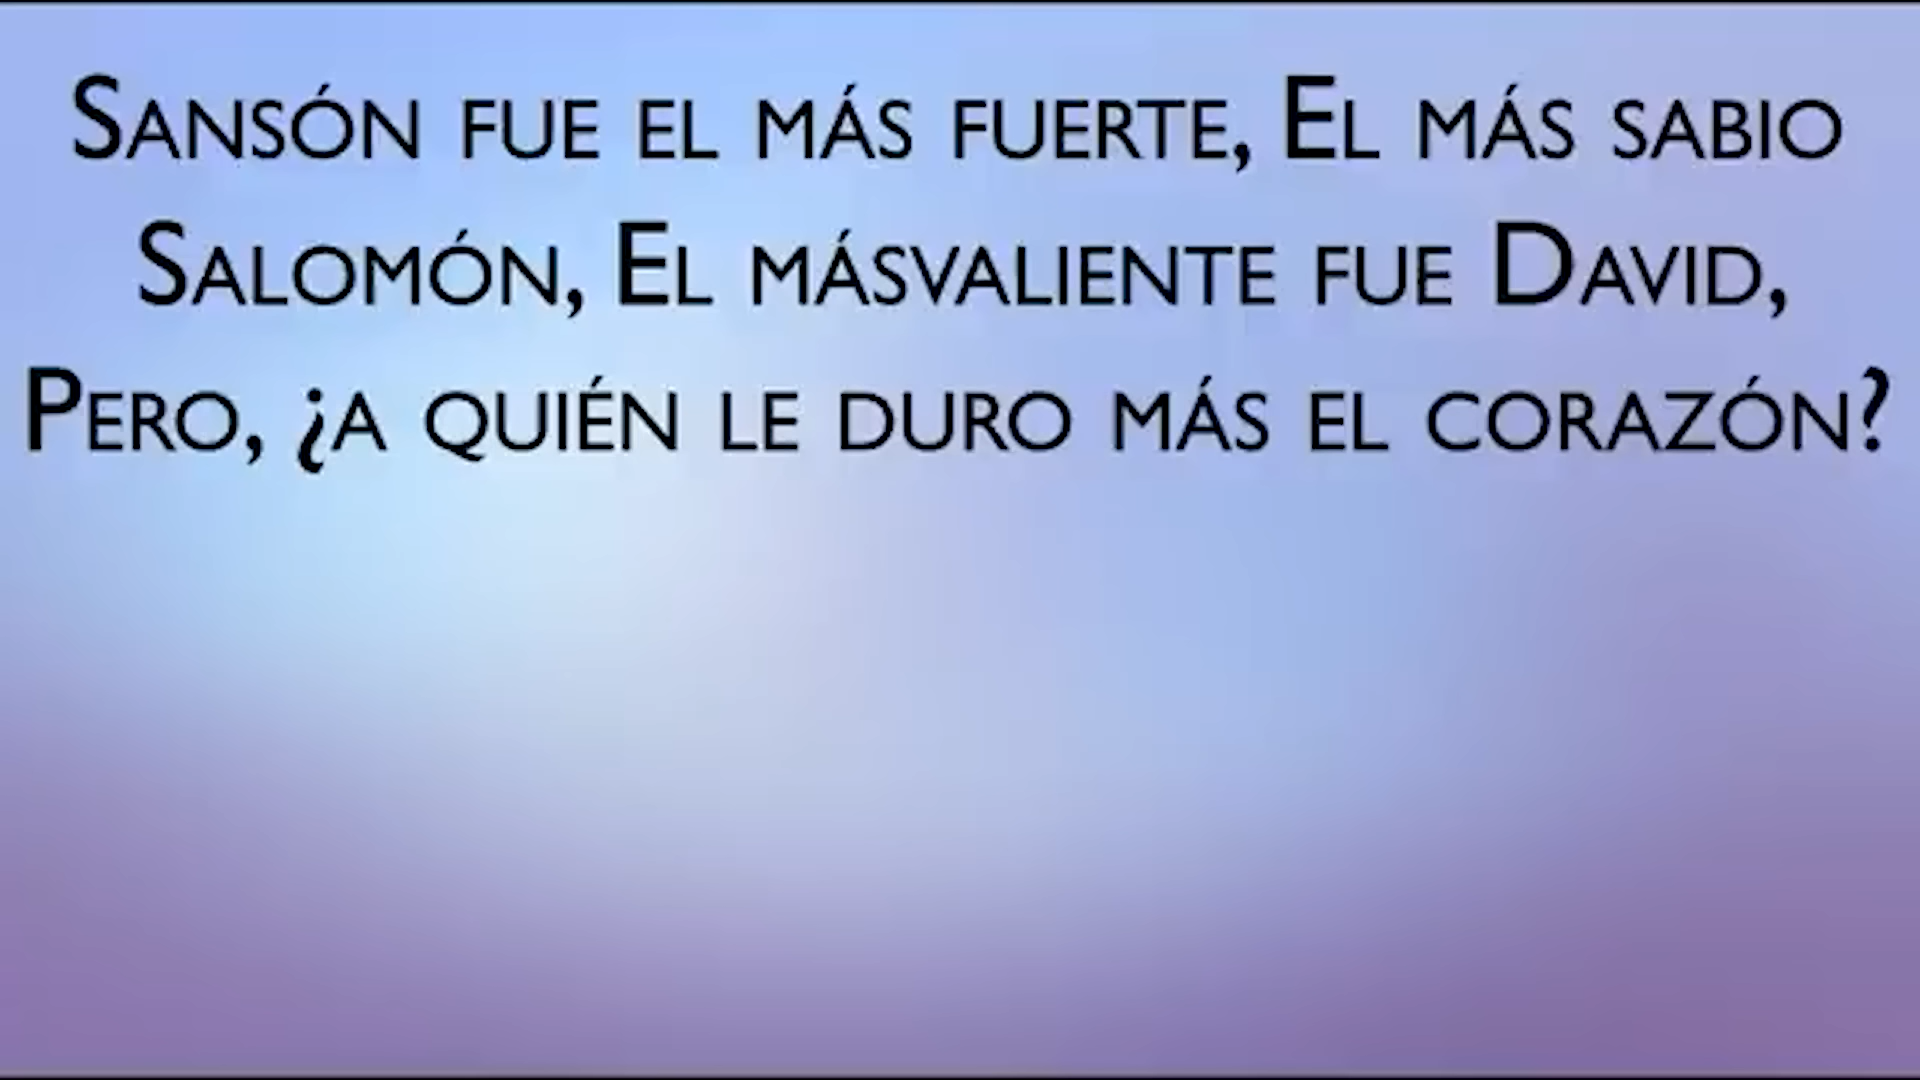 Sansón fue el más fuerte, El más sabio
Salomón, El másvaliente fue David,
Pero, ¿a quién le duro más el corazón?